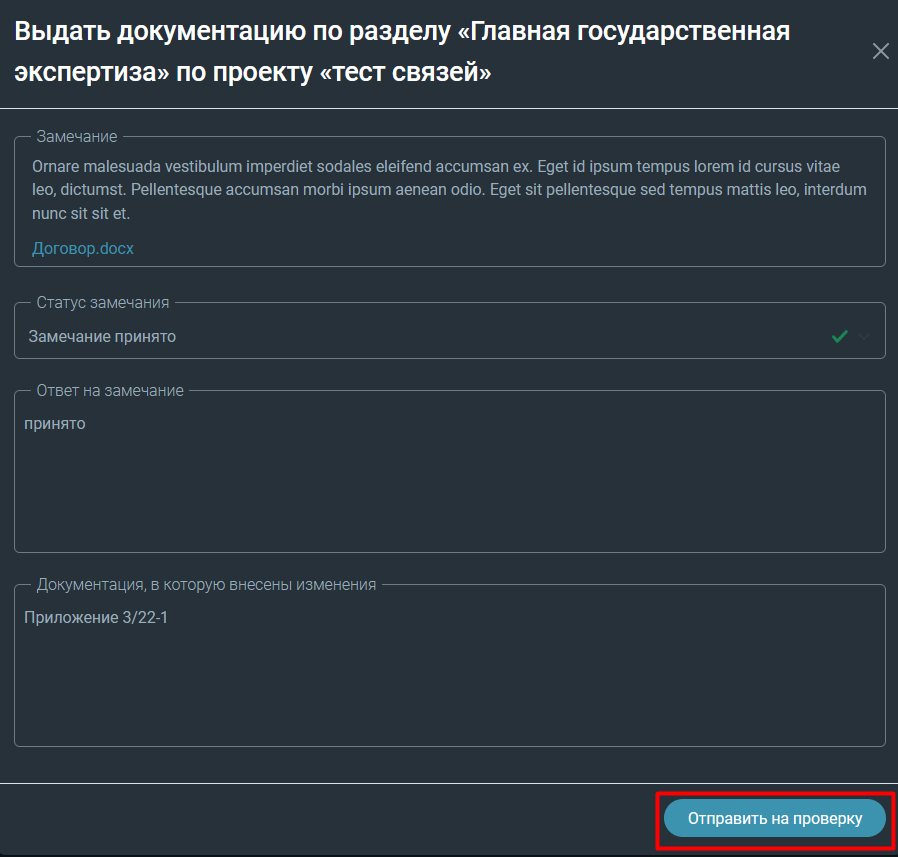 Выдать документацию по разделу «Главная государственная
экспертиза» по проекту «тест связей»
Замечание
Ornare malesuada vestibulum imperdiet sodales eleifend accumsan ex. Eget id ipsum tempus lorem id cursus vitae
leo, dictumst. Pellentesque accumsan morbi ipsum aenean odio. Eget sit pellentesque sed tempus mattis leo, interdum
nunc sit sit et.
Договор.docx
Статус замечания
Замечание принято
Ответ на замечание
принято
Документация, в которую внесены изменения
Приложение 3/22-1
Отправить на проверку